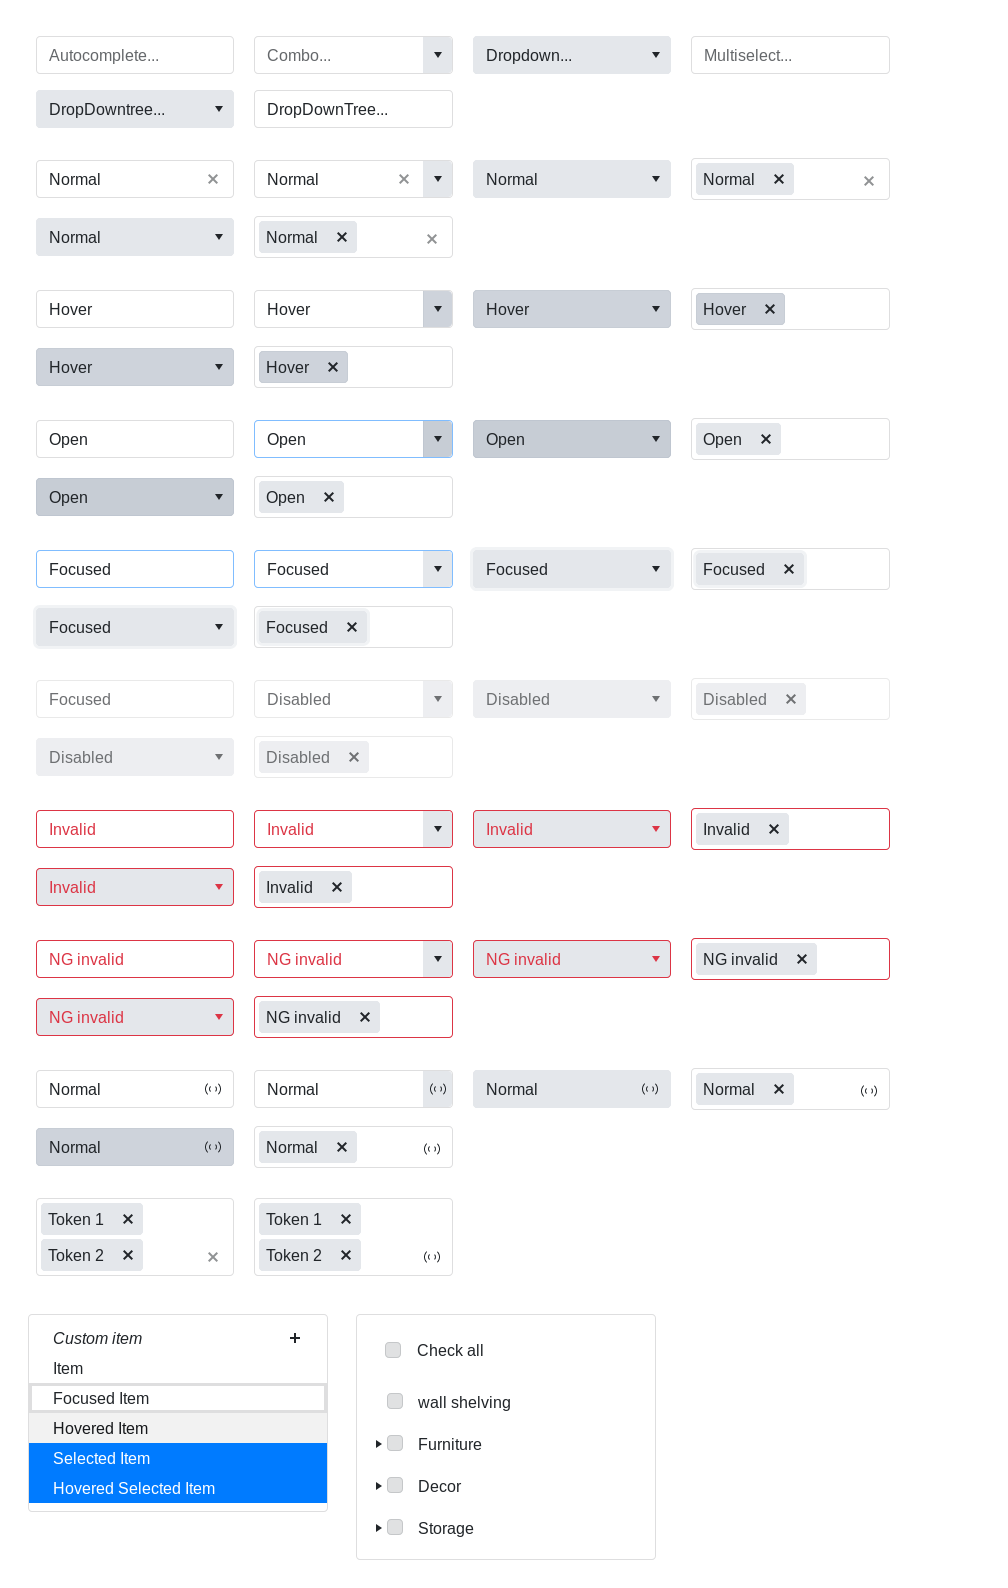 Autocomplete... Combo... Dropdown... Multiselect...
DropDowntree... DropDownTree...
Normal Normal Normal Normal
Normal Normal
Hover Hover Hover Hover
Hover Hover
Open Open Open Open
Open Open
Focused Focused Focused Focused
Focused Focused
Focused Disabled Disabled Disabled
Disabled Disabled
Invalid Invalid Invalid Invalid
Invalid Invalid
NG invalid NG invalid NG invalid NG invalid
NG invalid NG invalid
Normal Normal Normal Normal
Normal Normal
Token 1 Token 1
Token 2 Token 2
Custom item
Item
Focused Item
Hovered Item
Selected Item
Hovered Selected Item
Check all
wall shelving
Furniture
Decor
Storage